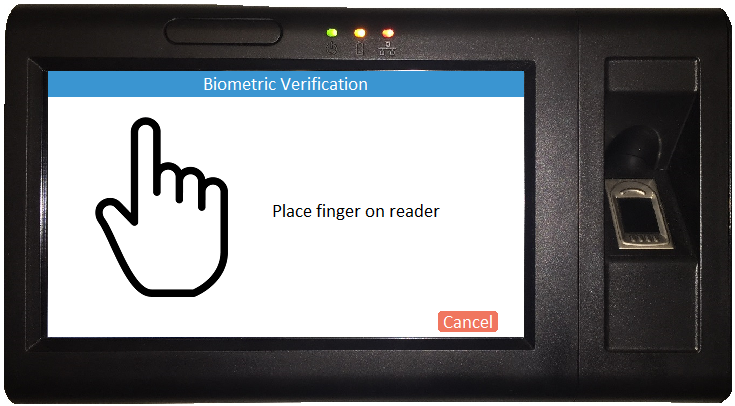 Biometric Verification
Place finger on reader
Cancel